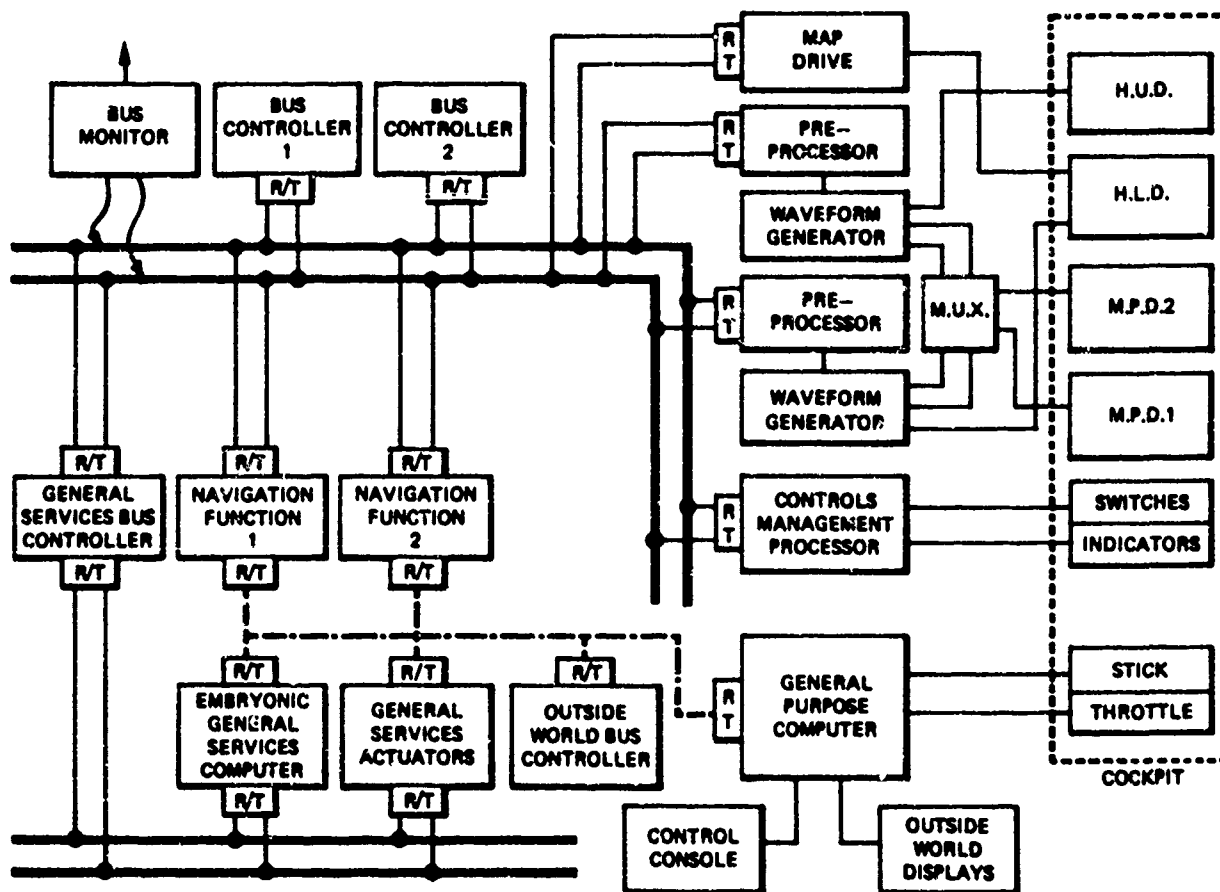 BUS
MONITOR
BUS
CONTROLLER
1
R/T
BUS
CONTROLLER
2
R/T
R
T
MAP
DRIVE
R
T
PRE-
PROCESSOR
WAVEFORM
GENERATOR
R
T
PRE-
PROCESSOR
WAVEFORM
GENERATOR
M.U.X.
H.U.D.
H.L.D.
M.P.D.2
M.P.D.1
R/T
GENERAL
SERVICES BUS
CONTROLLER
R/T
R/T
NAVIGATION
FUNCTION
1
R/T
R/T
NAVIGATION
FUNCTION
2
R/T
R
T
CONTROLS
MANAGEMENT
PROCESSOR
SWITCHES
INDICATORS
R/T
EMBRYONIC
GENERAL
SERVICES
COMPUTER
R/T
R/T
GENERAL
SERVICES
ACTUATORS
R/T
R/T
OUTSIDE
WORLD BUS
CONTROLLER
R
T
GENERAL
PURPOSE
COMPUTER
STICK
THROTTLE
COCKPIT
CONTROL
CONSOLE
OUTSIDE
WORLD
DISPLAYS